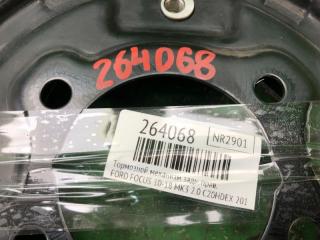 264068
264068 NR2901
Тормозной механизм задн. прав.
FORD FOCUS 10-18 MK3 2.0 C20HDEX 201